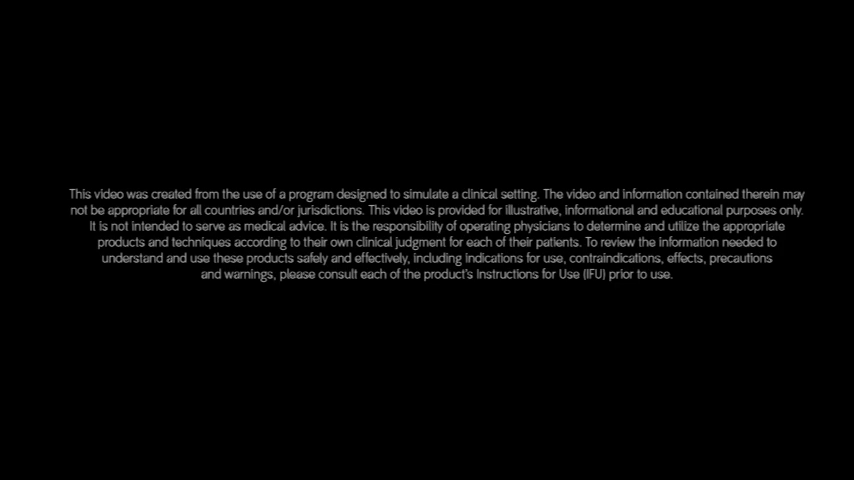 This video was created from the use of a program designed to simulate a clinical setting. The video and information contained therein may
not be appropriate for all countries and/or jurisdictions. This video is provided for illustrative, informational and educational purposes only.
It is not intended to serve as medical advice. It is the responsibility of operating physicians to determine and utilize the appropriate
products and techniques according to their own clinical judgment for each of their patients. To review the information needed to
understand and use these products safely and effectively, including indications for use, contraindications, effects, precautions
and warnings, please consult each of the product's Instructions for Use (IFU) prior to use.